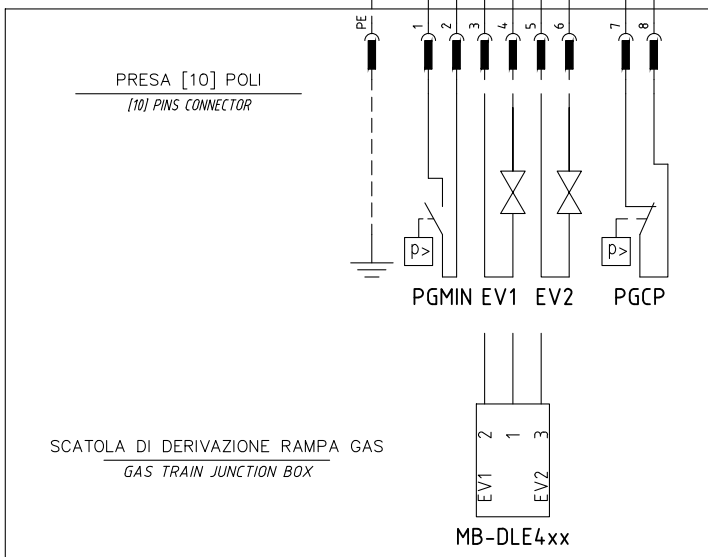 PE 1 2 3 4 5 6 7 8
PRESA [10] POLI
[10] PINS CONNECTOR
p> p>
PGMIN EV1 EV2 PGCP
2 1 3
SCATOLA DI DERIVAZIONE RAMPA GAS
GAS TRAIN JUNCTION BOX
EV1 EV2
MB-DLE4xx